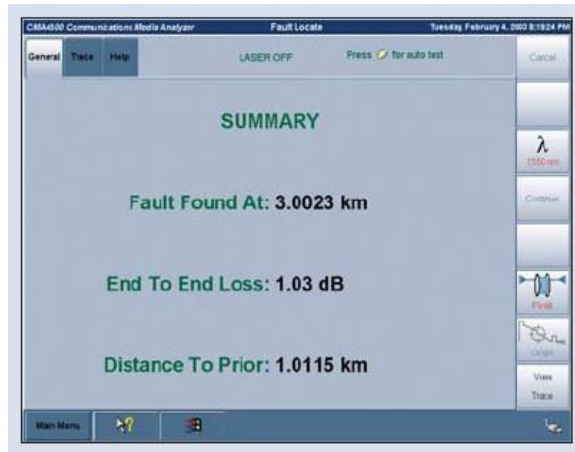 CMA4500 Communications Media Analyzer Fault Locate Tuesday, February 4, 2003 8:19:24 PM
General Trace Help LASER OFF Press for auto test Cancel
SUMMARY
λ
1550 nm
Fault Found At: 3.0023 km
Continue
End To End Loss: 1.03 dB
Distance To Prior: 1.0115 km
Origin
View
Trace
Main Menu